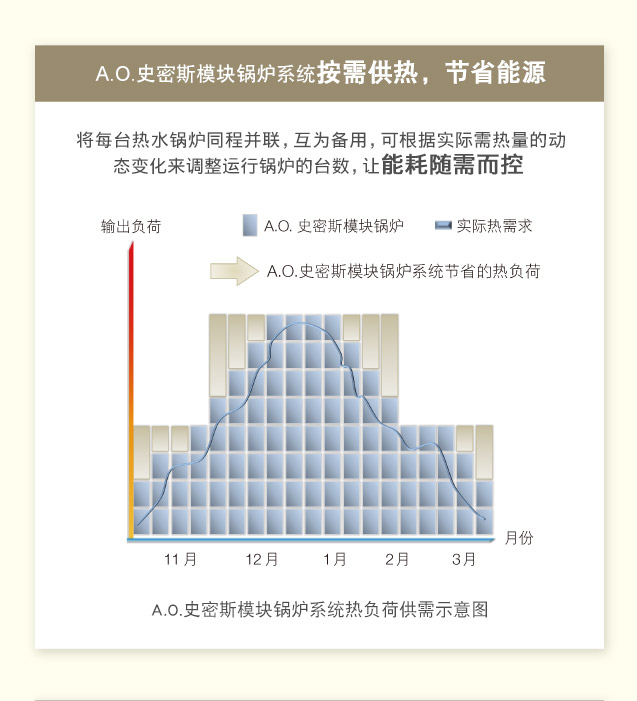 A.O.史密斯模块锅炉系统按需供热，节省能源
将每台热水锅炉同程并联，互为备用，可根据实际需热量的动
态变化来调整运行锅炉的台数，让能耗随需而控
输出负荷
A.O. 史密斯模块锅炉
实际热需求
A.O.史密斯模块锅炉系统节省的热负荷
月份
11月 12月 1月 2月 3月
A.O.史密斯模块锅炉系统热负荷供需示意图